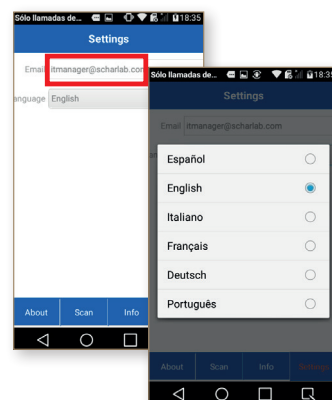 Sólo llamadas de... 18:35
Settings
Email itmanager@scharlab.com
anguage English
About Scan Info
Sólo llamadas de... 18:35
Settings
Email itmanager@scharlab.com
Español
English
Italiano
Français
Deutsch
Português
About Scan Info Settings